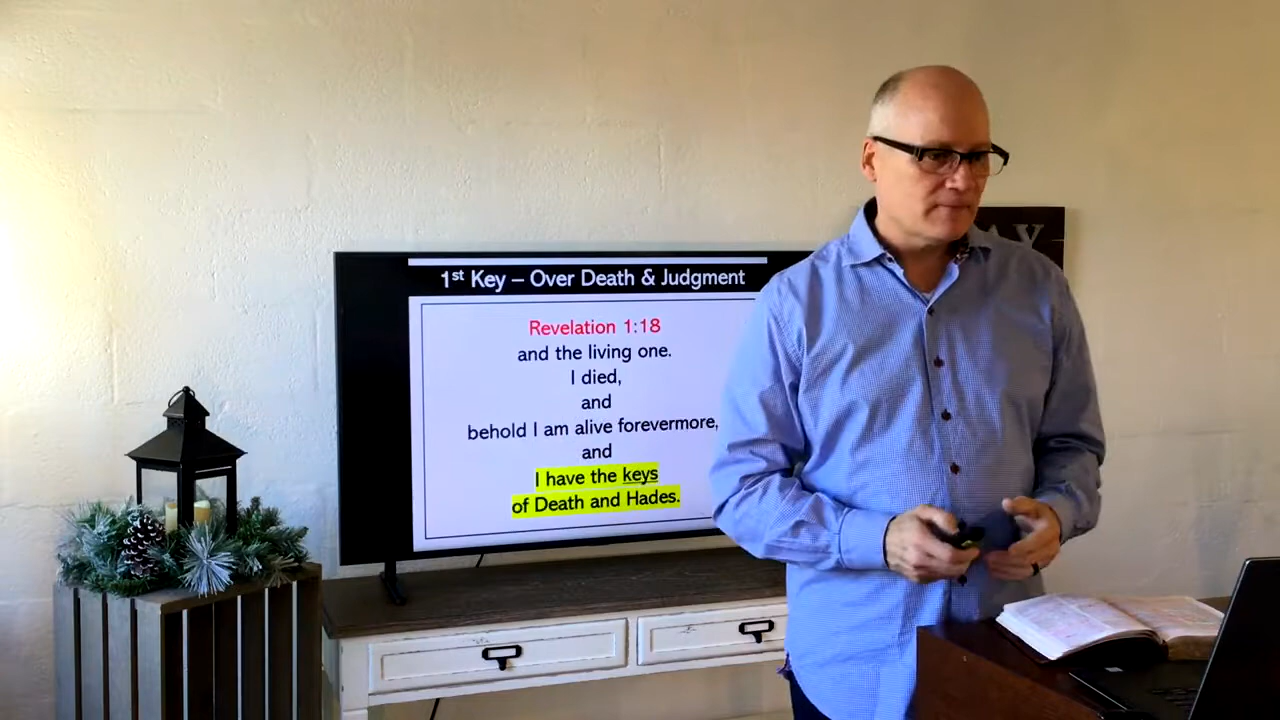 1st Key – Over Death & Judgment
Revelation 1:18
and the living one.
I died,
and
behold I am alive forevermore,
and
I have the keys
of Death and Hades.